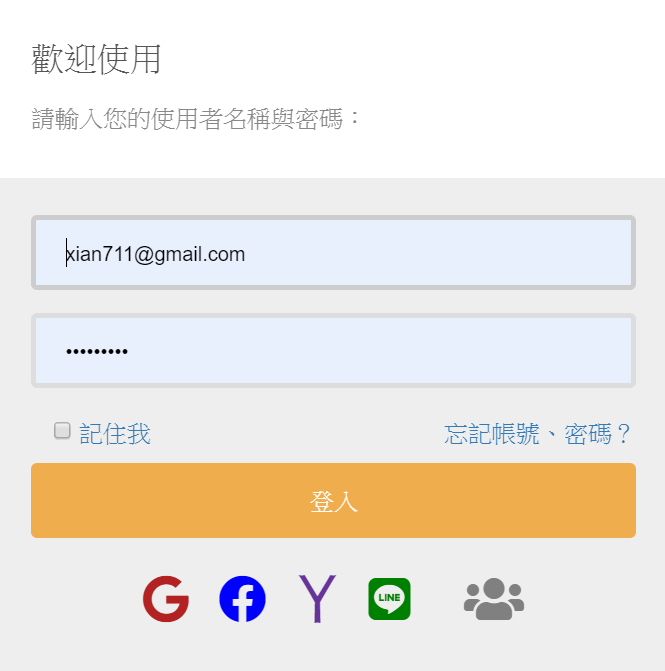 歡迎使用
請輸入您的使用者名稱與密碼：
xian711@gmail.com
•••••••••
記住我 忘記帳號、密碼？
登入
LINE